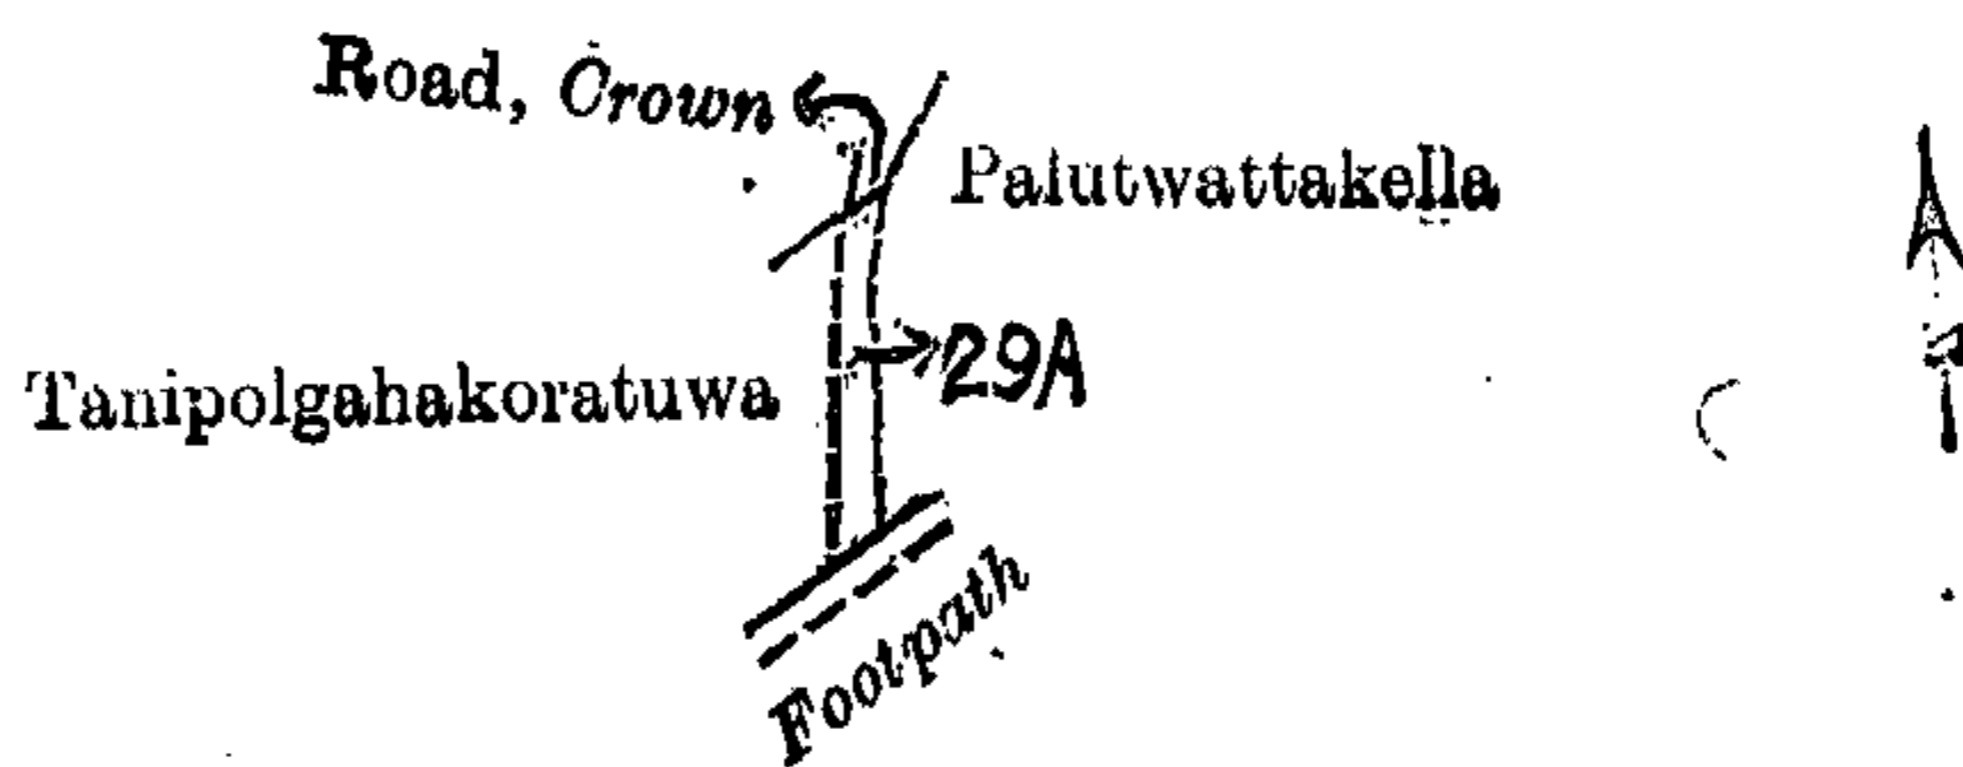 Road, Crown
Palutwattakella
Tanipolgahakoratuwa
29A
Footpath